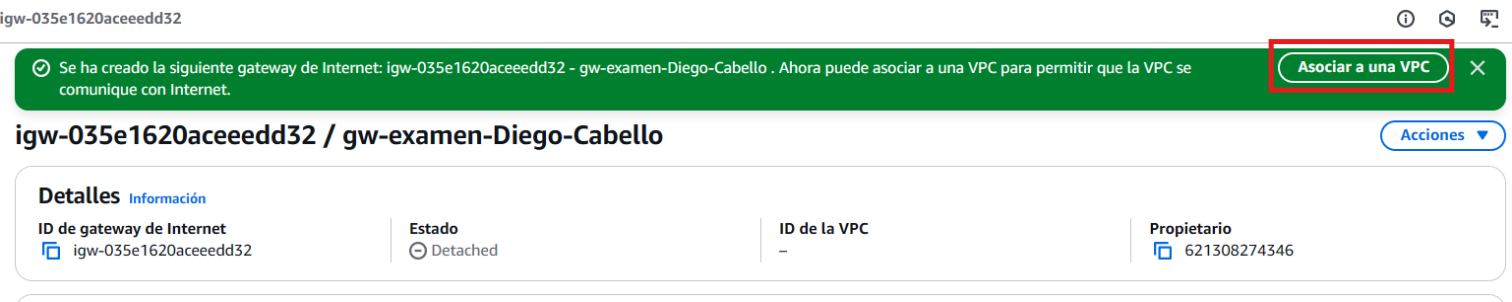 igw-035e1620aceeedd32
Se ha creado la siguiente gateway de Internet: igw-035e1620aceeedd32 - gw-examen-Diego-Cabello . Ahora puede asociar a una VPC para permitir que la VPC se
comunique con Internet.
Asociar a una VPC
igw-035e1620aceeedd32 / gw-examen-Diego-Cabello
Acciones
Detalles Información
ID de gateway de Internet
igw-035e1620aceeedd32
Estado
Detached
ID de la VPC
–
Propietario
621308274346